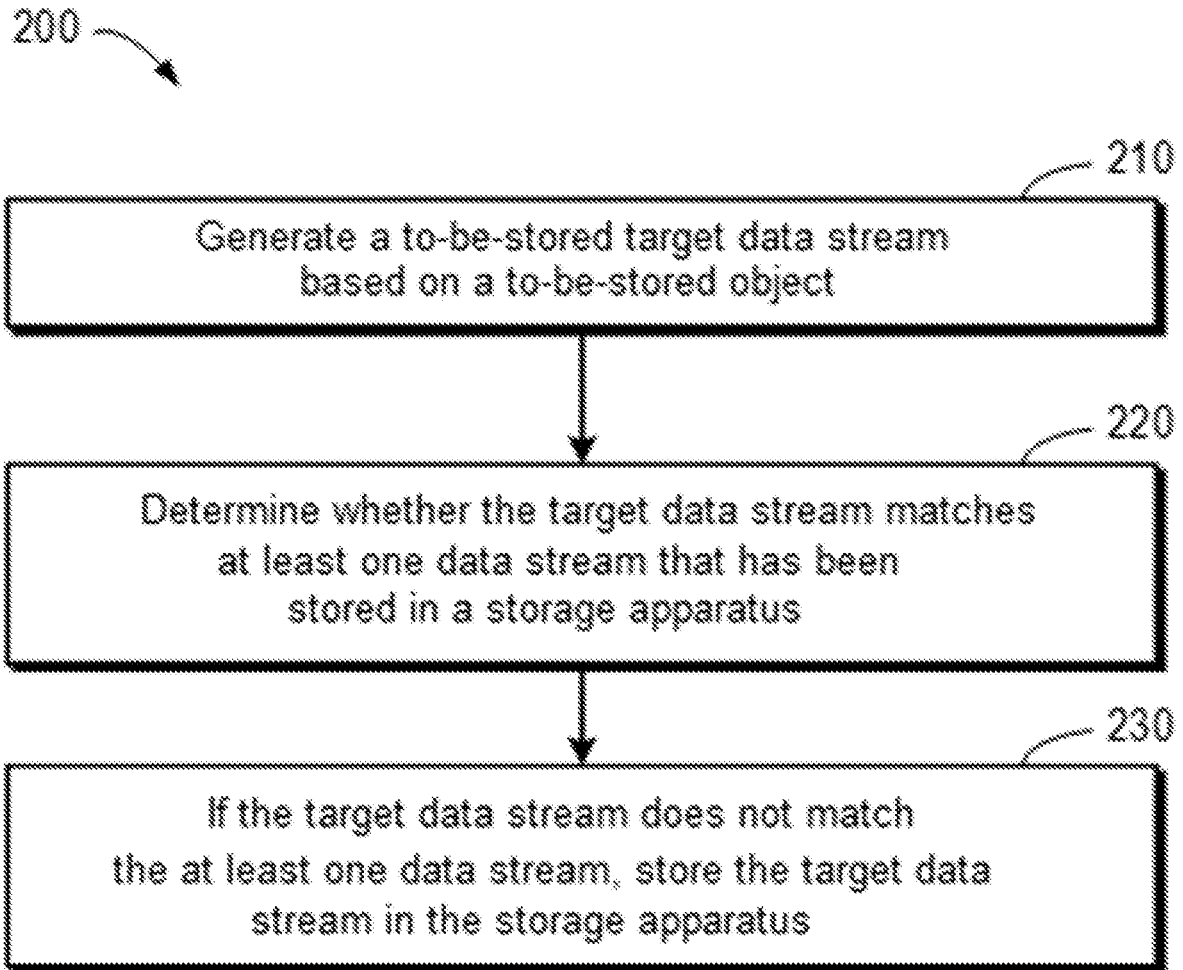 200
210
Generate a to-be-stored target data stream
based on a to-be-stored object
220
Determine whether the target data stream matches
at least one data stream that has been
stored in a storage apparatus
230
If the target data stream does not match
the at least one data stream, store the target data
stream in the storage apparatus